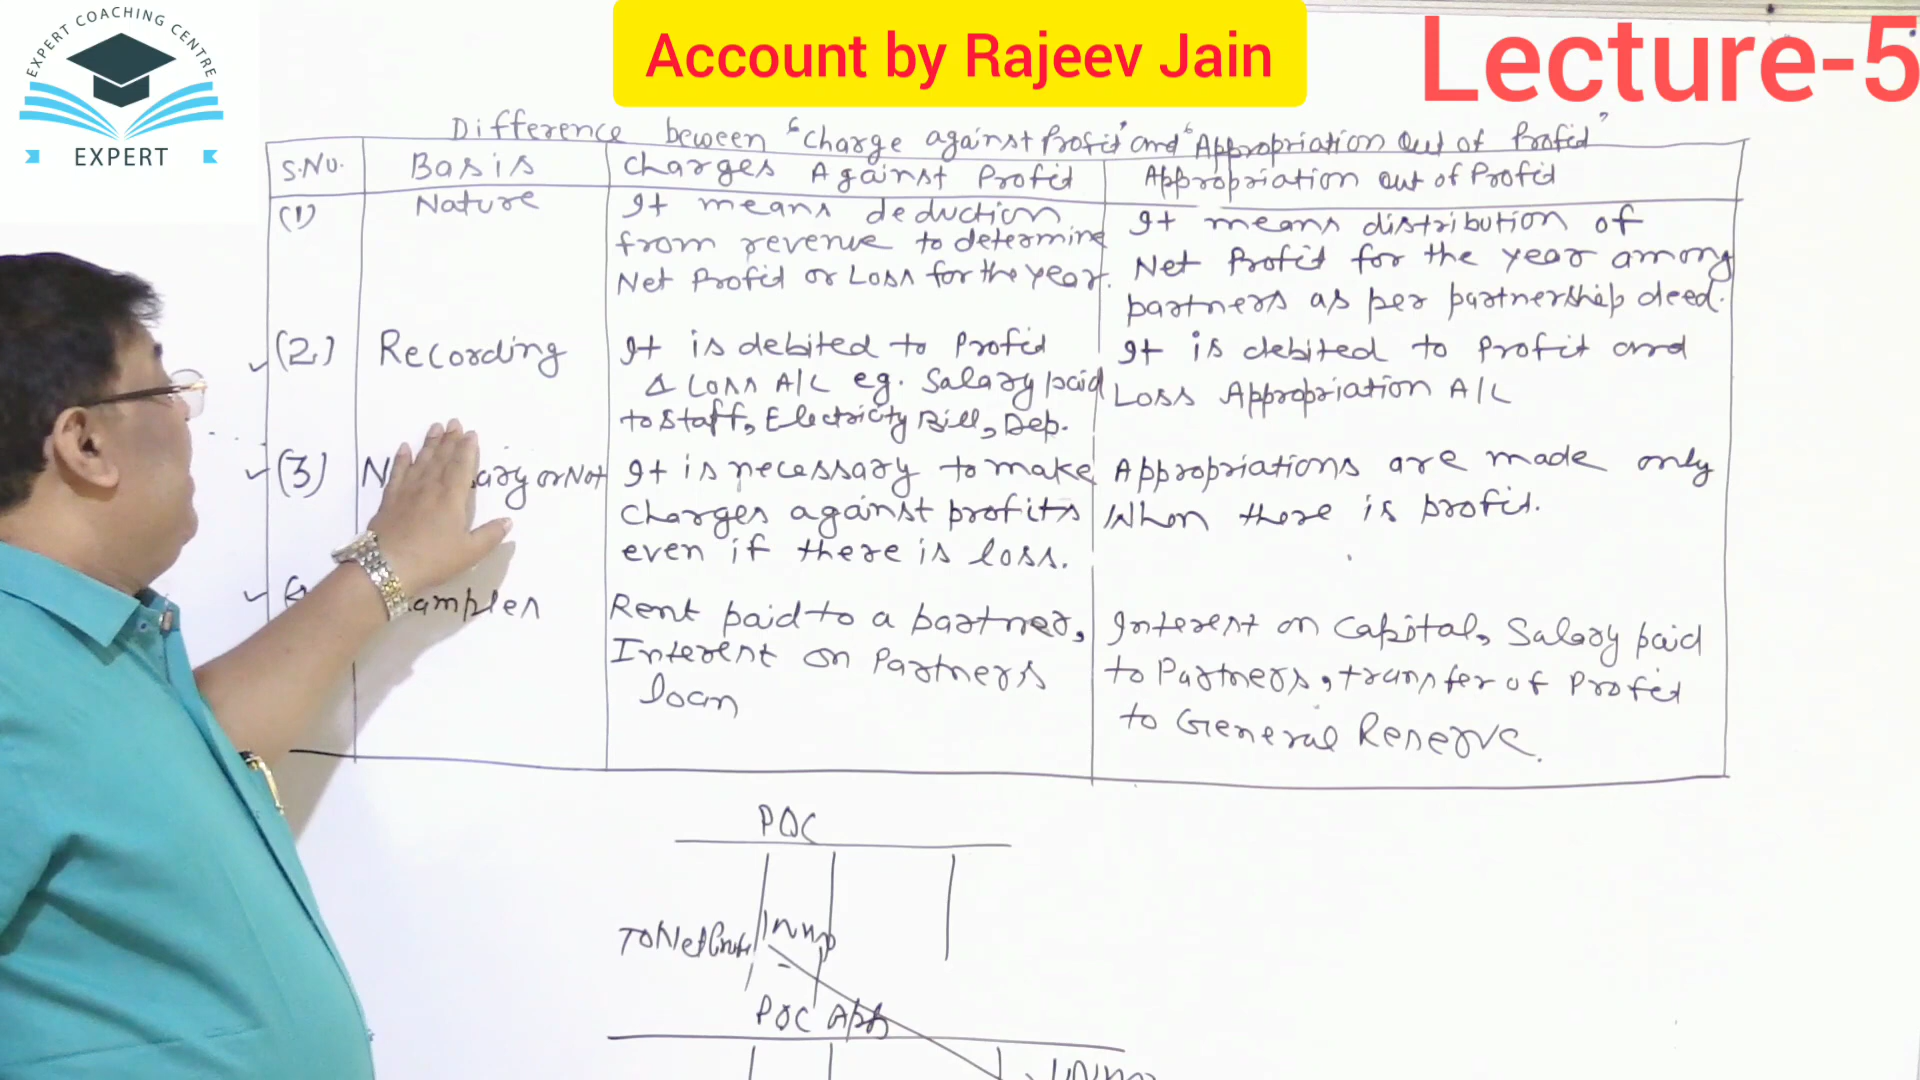 EXPERT COACHING CENTRE
EXPERT
Account by Rajeev Jain
Lecture-5
Difference beween "Charge against Profit" and "Appropriation out of Profit"
S.No. Basis Charges Against Profit Appropriation out of Profit
(1) Nature It means deduction
from revenue to determine
Net Profit or Loss for the year.
It means distribution of
Net Profit for the year among
partners as per partnership deed.
(2) Recording It is debited to Profit
& Loss A/C eg. Salary paid
to Staff, Electricity Bill, Dep.
It is debited to Profit and
Loss Appropriation A/C
(3) or Not It is necessary to make
charges against profits
even if there is loss.
Appropriations are made only
When there is profit.
Rent paid to a partner,
Interest on Partners
loan
Interest on Capital, Salary paid
to Partners, transfer of Profit
to General Reserve.
To Net